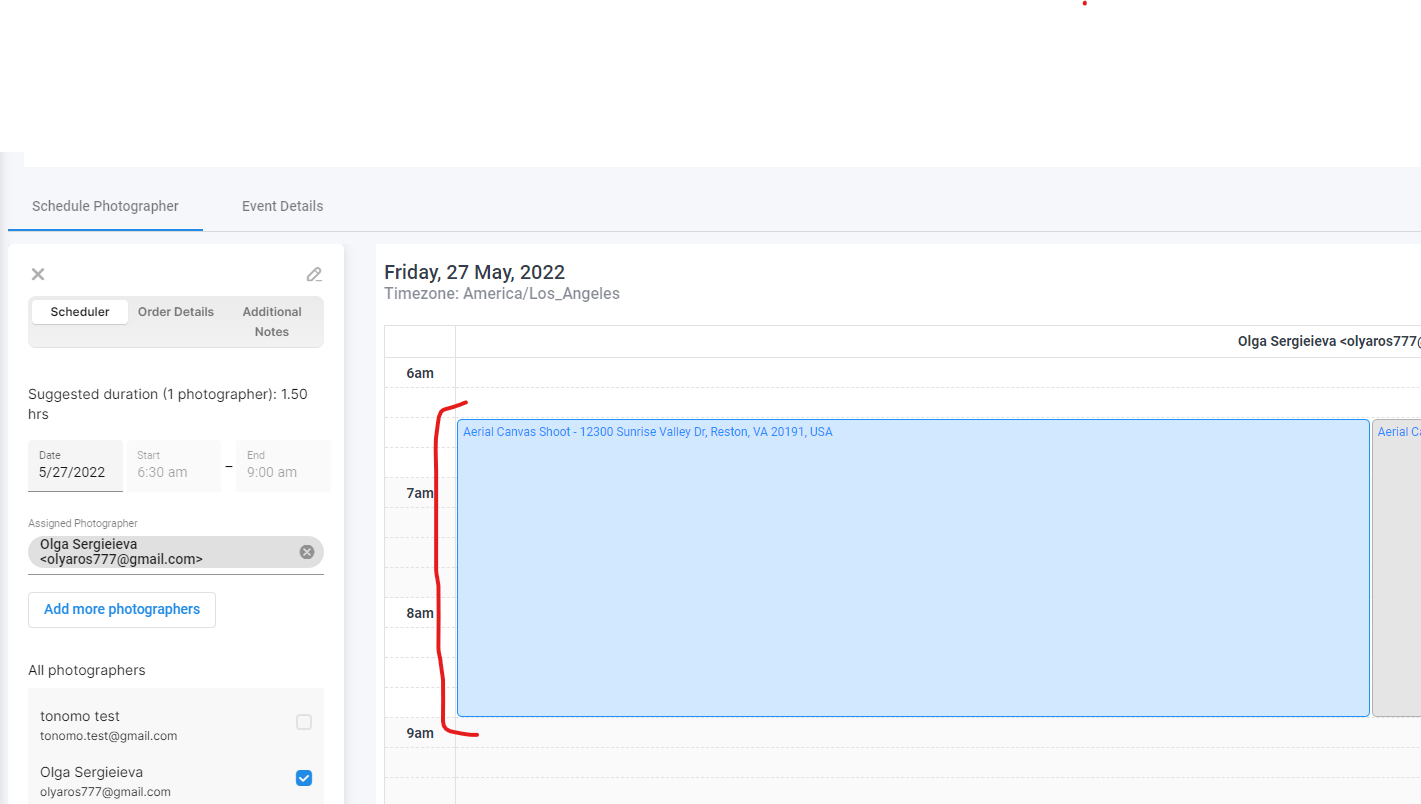 Schedule Photographer
Event Details
Scheduler
Order Details
Additional
Notes
Suggested duration (1 photographer): 1.50
hrs
Date
5/27/2022
Start
6:30 am
–
End
9:00 am
Assigned Photographer
Olga Sergieieva
<olyaros777@gmail.com>
Add more photographers
All photographers
tonomo test
tonomo.test@gmail.com
Olga Sergieieva
olyaros777@gmail.com
Friday, 27 May, 2022
Timezone: America/Los_Angeles
Olga Sergieieva <olyaros777@
6am
Aerial Canvas Shoot - 12300 Sunrise Valley Dr, Reston, VA 20191, USA
Aerial Ca
7am
8am
9am